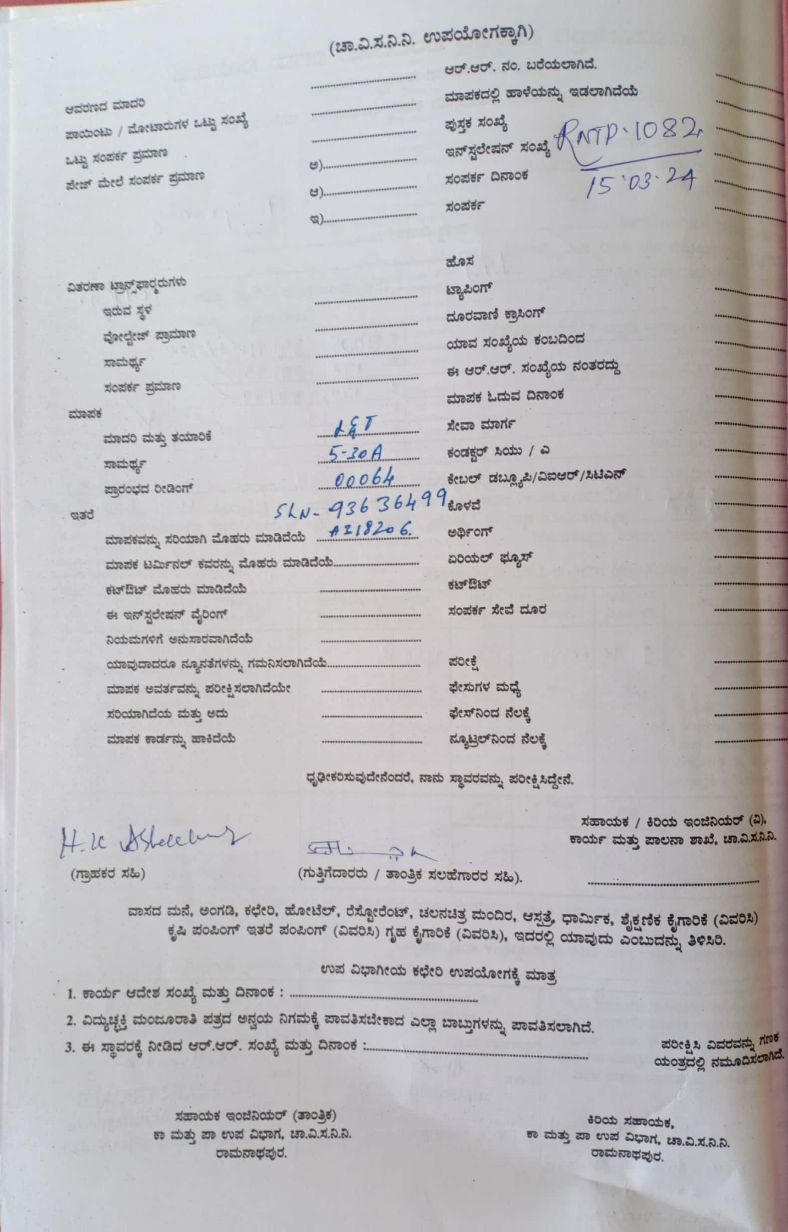 (ಚಾ.ವಿ.ಸ.ನಿ.ನಿ. ಉಪಯೋಗಕ್ಕಾಗಿ)
ಆವರಣದ ಮಾದರಿ
ಪಾಯಿಂಟು / ಮೋಟಾರುಗಳ ಒಟ್ಟು ಸಂಖ್ಯೆ
ಒಟ್ಟು ಸಂಪರ್ಕ ಪ್ರಮಾಣ
ಪೇಜ್ ಮೇಲೆ ಸಂಪರ್ಕ ಪ್ರಮಾಣ
ಅ)
ಆ)
ಇ)
ಆರ್.ಆರ್. ನಂ. ಬರೆಯಲಾಗಿದೆ.
ಮಾಪಕದಲ್ಲಿ ಹಾಳೆಯನ್ನು ಇಡಲಾಗಿದೆಯೆ
ಪುಸ್ತಕ ಸಂಖ್ಯೆ
ಇನ್‌ಸ್ಟಲೇಷನ್ ಸಂಖ್ಯೆ RNTP-1082
ಸಂಪರ್ಕ ದಿನಾಂಕ 15-03-24
ಸಂಪರ್ಕ
ವಿತರಣಾ ಟ್ರಾನ್ಸ್‌ಫಾರ್ಮರುಗಳು
ಇರುವ ಸ್ಥಳ
ವೋಲ್ಟೇಜ್ ಪ್ರಾಮಾಣ
ಸಾಮರ್ಥ್ಯ
ಸಂಪರ್ಕ ಪ್ರಮಾಣ
ಹೊಸ
ಟ್ಯಾಪಿಂಗ್
ದೂರವಾಣಿ ಕ್ರಾಸಿಂಗ್
ಯಾವ ಸಂಖ್ಯೆಯ ಕಂಬದಿಂದ
ಈ ಆರ್.ಆರ್. ಸಂಖ್ಯೆಯ ನಂತರದ್ದು
ಮಾಪಕ ಓದುವ ದಿನಾಂಕ
ಮಾಪಕ
ಮಾದರಿ ಮತ್ತು ತಯಾರಿಕೆ L&T
ಸಾಮರ್ಥ್ಯ 5-30A
ಪ್ರಾರಂಭದ ರೀಡಿಂಗ್ 00064
ಸೇವಾ ಮಾರ್ಗ
ಕಂಡಕ್ಟರ್ ಸಿಯು / ಎ
ಕೇಬಲ್ ಡಬ್ಲ್ಯೂಪಿ/ವಿಐಆರ್/ಸಿಟಿಎಸ್
ಇತರೆ SLN-93636499
ಮಾಪಕವನ್ನು ಸರಿಯಾಗಿ ಮೊಹರು ಮಾಡಿದೆಯೆ A318206.
ಮಾಪಕ ಟರ್ಮಿನಲ್ ಕವರನ್ನು ಮೊಹರು ಮಾಡಿದೆಯೆ
ಕಟ್‌ಔಟ್ ಮೊಹರು ಮಾಡಿದೆಯೆ
ಈ ಇನ್‌ಸ್ಟಲೇಷನ್ ವೈರಿಂಗ್
ನಿಯಮಗಳಿಗೆ ಅನುಸಾರವಾಗಿದೆಯೆ
ಯಾವುದಾದರೂ ನ್ಯೂನತೆಗಳನ್ನು ಗಮನಿಸಲಾಗಿದೆಯೆ
ಮಾಪಕ ಅವರ್ತವನ್ನು ಪರೀಕ್ಷಿಸಲಾಗಿದೆಯೇ
ಸರಿಯಾಗಿದೆಯ ಮತ್ತು ಅದು
ಮಾಪಕ ಕಾರ್ಡನ್ನು ಹಾಕಿದೆಯೆ
ಕೊಳವೆ
ಅರ್ಥಿಂಗ್
ಏರಿಯಲ್ ಫ್ಯೂಸ್
ಕಟ್‌ಔಟ್
ಸಂಪರ್ಕ ಸೇವೆ ದೂರ
ಪರೀಕ್ಷೆ
ಫೇಸುಗಳ ಮಧ್ಯೆ
ಫೇಸ್‌ನಿಂದ ನೆಲಕ್ಕೆ
ನ್ಯೂಟ್ರಲ್‌ನಿಂದ ನೆಲಕ್ಕೆ
ಧೃಢೀಕರಿಸುವುದೇನೆಂದರೆ, ನಾನು ಸ್ಥಾವರವನ್ನು ಪರೀಕ್ಷಿಸಿದ್ದೇನೆ.
ಸಹಾಯಕ / ಕಿರಿಯ ಇಂಜಿನಿಯರ್ (ವಿ),
ಕಾರ್ಯ ಮತ್ತು ಪಾಲನಾ ಶಾಖೆ, ಚಾ.ವಿ.ಸ.ನಿ.ನಿ.
(ಗ್ರಾಹಕರ ಸಹಿ)
(ಗುತ್ತಿಗೆದಾರರು / ತಾಂತ್ರಿಕ ಸಲಹೆಗಾರರ ಸಹಿ).
ವಾಸದ ಮನೆ, ಅಂಗಡಿ, ಕಛೇರಿ, ಹೋಟೆಲ್, ರೆಸ್ಟೋರೆಂಟ್, ಚಲನಚಿತ್ರ ಮಂದಿರ, ಆಸ್ಪತ್ರೆ, ಧಾರ್ಮಿಕ, ಶೈಕ್ಷಣಿಕ ಕೈಗಾರಿಕೆ (ವಿವರಿಸಿ)
ಕೃಷಿ ಪಂಪಿಂಗ್ ಇತರೆ ಪಂಪಿಂಗ್ (ವಿವರಿಸಿ) ಗೃಹ ಕೈಗಾರಿಕೆ (ವಿವರಿಸಿ), ಇದರಲ್ಲಿ ಯಾವುದು ಎಂಬುದನ್ನು ತಿಳಿಸಿರಿ.
ಉಪ ವಿಭಾಗೀಯ ಕಛೇರಿ ಉಪಯೋಗಕ್ಕೆ ಮಾತ್ರ
1. ಕಾರ್ಯ ಆದೇಶ ಸಂಖ್ಯೆ ಮತ್ತು ದಿನಾಂಕ :
2. ವಿದ್ಯುಚ್ಛಕ್ತಿ ಮಂಜೂರಾತಿ ಪತ್ರದ ಅನ್ವಯ ನಿಗಮಕ್ಕೆ ಪಾವತಿಸಬೇಕಾದ ಎಲ್ಲಾ ಬಾಬ್ತುಗಳನ್ನು ಪಾವತಿಸಲಾಗಿದೆ.
3. ಈ ಸ್ಥಾವರಕ್ಕೆ ನೀಡಿದ ಆರ್.ಆರ್. ಸಂಖ್ಯೆ ಮತ್ತು ದಿನಾಂಕ :
ಪರೀಕ್ಷಿಸಿ ವಿವರವನ್ನು ಗಣಕ
ಯಂತ್ರದಲ್ಲಿ ನಮೂದಿಸಲಾಗಿದೆ.
ಸಹಾಯಕ ಇಂಜಿನಿಯರ್ (ತಾಂತ್ರಿಕ)
ಕಾ ಮತ್ತು ಪಾ ಉಪ ವಿಭಾಗ, ಚಾ.ವಿ.ಸ.ನಿ.ನಿ.
ರಾಮನಾಥಪುರ.
ಕಿರಿಯ ಸಹಾಯಕ,
ಕಾ ಮತ್ತು ಪಾ ಉಪ ವಿಭಾಗ, ಚಾ.ವಿ.ಸ.ನಿ.ನಿ.
ರಾಮನಾಥಪುರ.